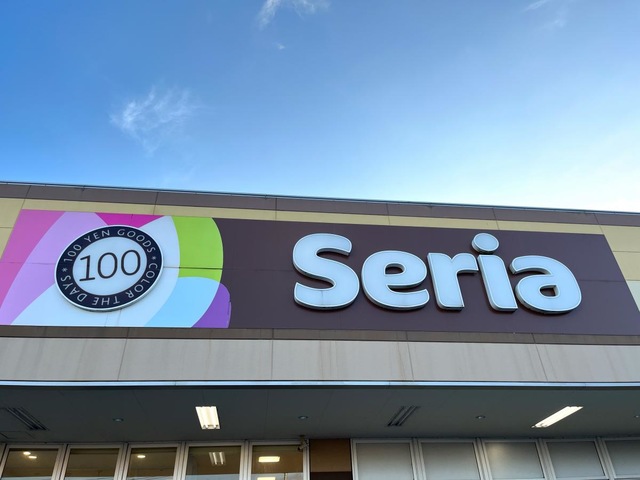 100 YEN GOODS
100
COLOR THE DAYS
Seria